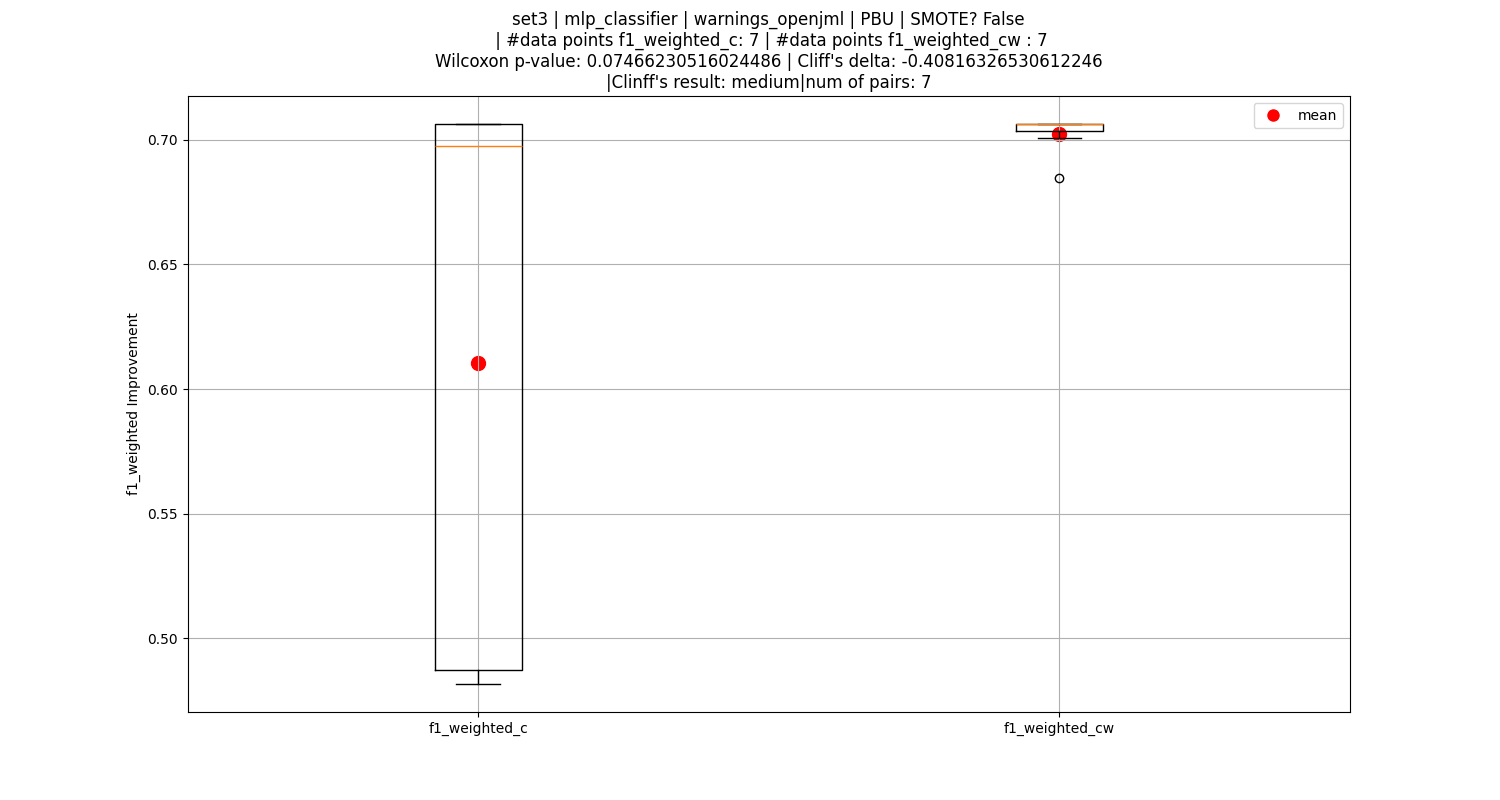 set3 | mlp_classifier | warnings_openjml | PBU | SMOTE? False
| #data points f1_weighted_c: 7 | #data points f1_weighted_cw : 7
Wilcoxon p-value: 0.07466230516024486 | Cliff's delta: -0.40816326530612246
|Clinff's result: medium|num of pairs: 7
mean
0.70
0.65
0.60
0.55
0.50
f1_weighted Improvement
f1_weighted_c
f1_weighted_cw